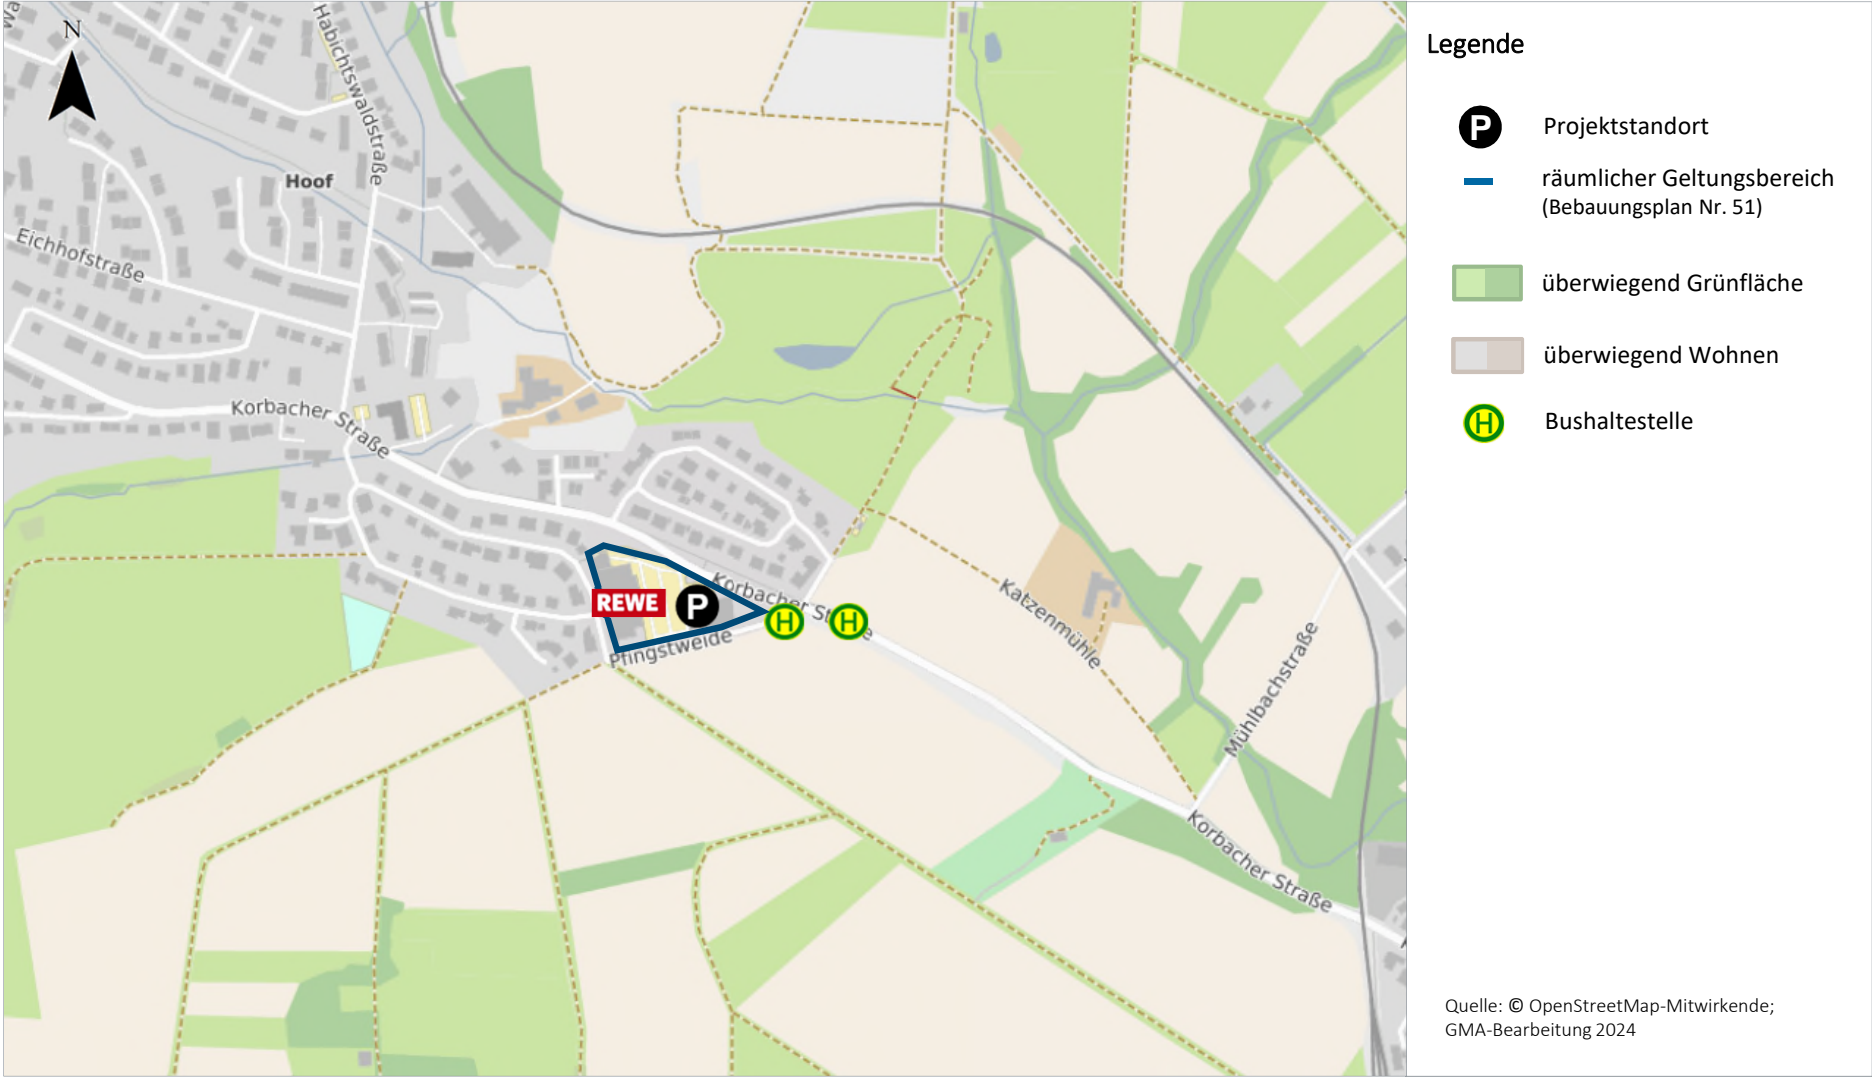 N
Habichtswaldstraße
Hoof
Eichhofstraße
Korbacher Straße
REWE
P
Korbacher Straße
H
H
Pfingstweide
Katzenmühle
Mühlbachstraße
Korbacher Straße
Legende
P
Projektstandort
räumlicher Geltungsbereich
(Bebauungsplan Nr. 51)
überwiegend Grünfläche
überwiegend Wohnen
H
Bushaltestelle
Quelle: © OpenStreetMap-Mitwirkende;
GMA-Bearbeitung 2024